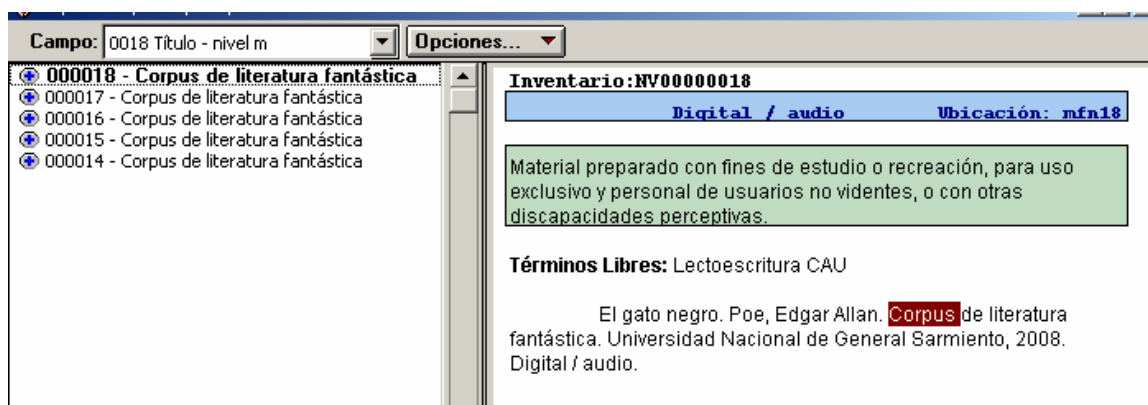 Campo: 0018 Título - nivel m Opciones...
000018 - Corpus de literatura fantástica
000017 - Corpus de literatura fantástica
000016 - Corpus de literatura fantástica
000015 - Corpus de literatura fantástica
000014 - Corpus de literatura fantástica
Inventario:NV00000018
Digital / audio Ubicación: mfn18
Material preparado con fines de estudio o recreación, para uso
exclusivo y personal de usuarios no videntes, o con otras
discapacidades perceptivas.
Términos Libres: Lectoescritura CAU
El gato negro. Poe, Edgar Allan. Corpus de literatura
fantástica. Universidad Nacional de General Sarmiento, 2008.
Digital / audio.